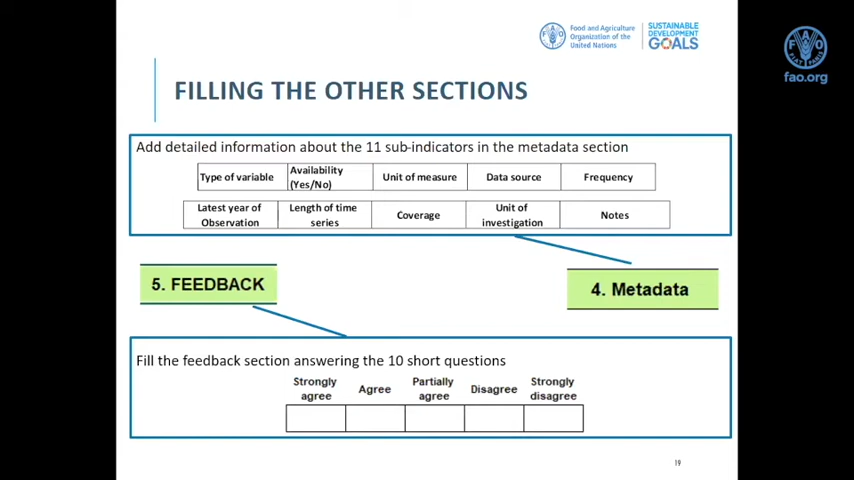 Food and Agriculture
Organization of the
United Nations
SUSTAINABLE
DEVELOPMENT
GOALS
FAO
FIAT PANIS
fao.org
FILLING THE OTHER SECTIONS
Add detailed information about the 11 sub-indicators in the metadata section
Type of variable
Availability
(Yes/No)
Unit of measure
Data source
Frequency
Latest year of
Observation
Length of time
series
Coverage
Unit of
investigation
Notes
5. FEEDBACK
4. Metadata
Fill the feedback section answering the 10 short questions
Strongly
agree
Agree
Partially
agree
Disagree
Strongly
disagree
19